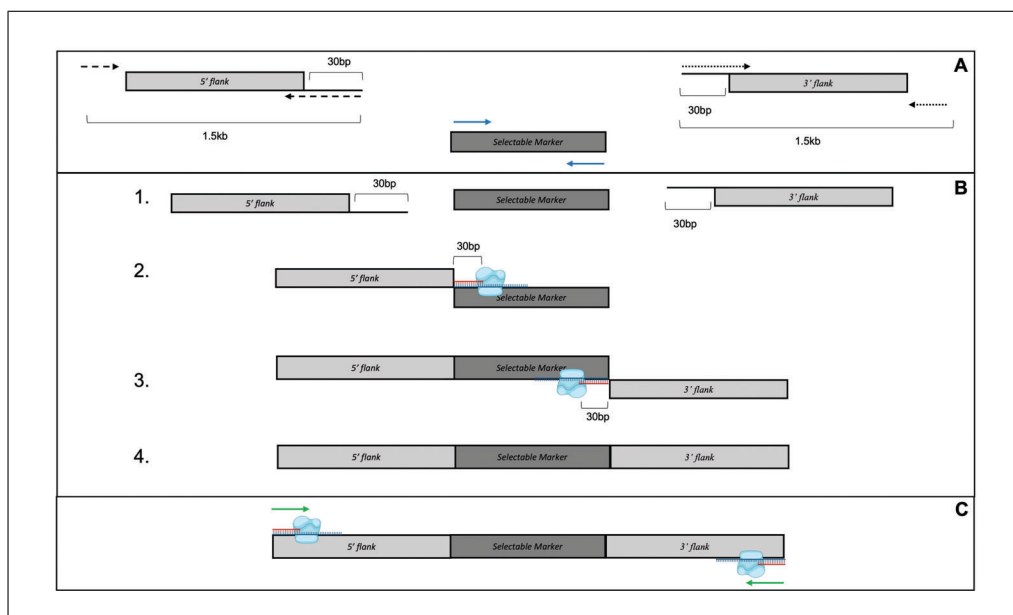 A
30bp
5' flank
1.5kb
Selectable Marker
30bp
3' flank
1.5kb
B
1.
5' flank
30bp
Selectable Marker
30bp
3' flank
2.
30bp
5' flank
Selectable Marker
3.
5' flank
Selectable Marker
30bp
3' flank
4.
5' flank
Selectable Marker
3' flank
C
5' flank
Selectable Marker
3' flank